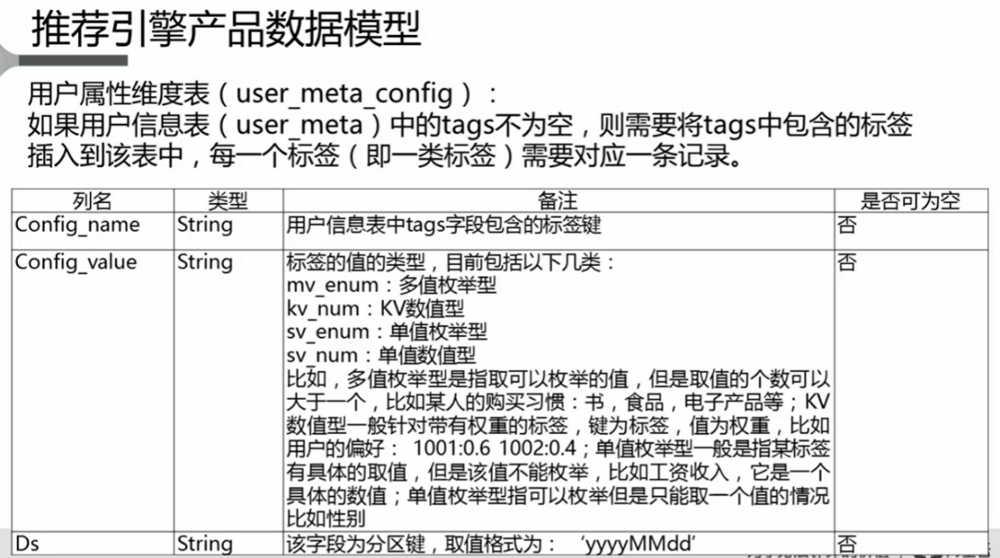 推荐引擎产品数据模型
用户属性维度表（user_meta_config）：
如果用户信息表（user_meta）中的tags不为空，则需要将tags中包含的标签
插入到该表中，每一个标签（即一类标签）需要对应一条记录。
列名 类型 备注 是否可为空
Config_name String 用户信息表中tags字段包含的标签键 否
Config_value String 标签的值的类型，目前包括以下几类： 否
mv_enum：多值枚举型
kv_num：KV数值型
sv_enum：单值枚举型
sv_num：单值数值型
比如，多值枚举型是指取可以枚举的值，但是取值的个数可以
大于一个，比如某人的购买习惯：书，食品，电子产品等；KV
数值型一般针对带有权重的标签，键为标签，值为权重，比如
用户的偏好： 1001:0.6 1002:0.4；单值枚举型一般是指某标签
有具体的取值，但是该值不能枚举，比如工资收入，它是一个
具体的数值；单值枚举型指可以枚举但是只能取一个值的情况
比如性别
Ds String 该字段为分区键，取值格式为： ‘yyyyMMdd’ 否